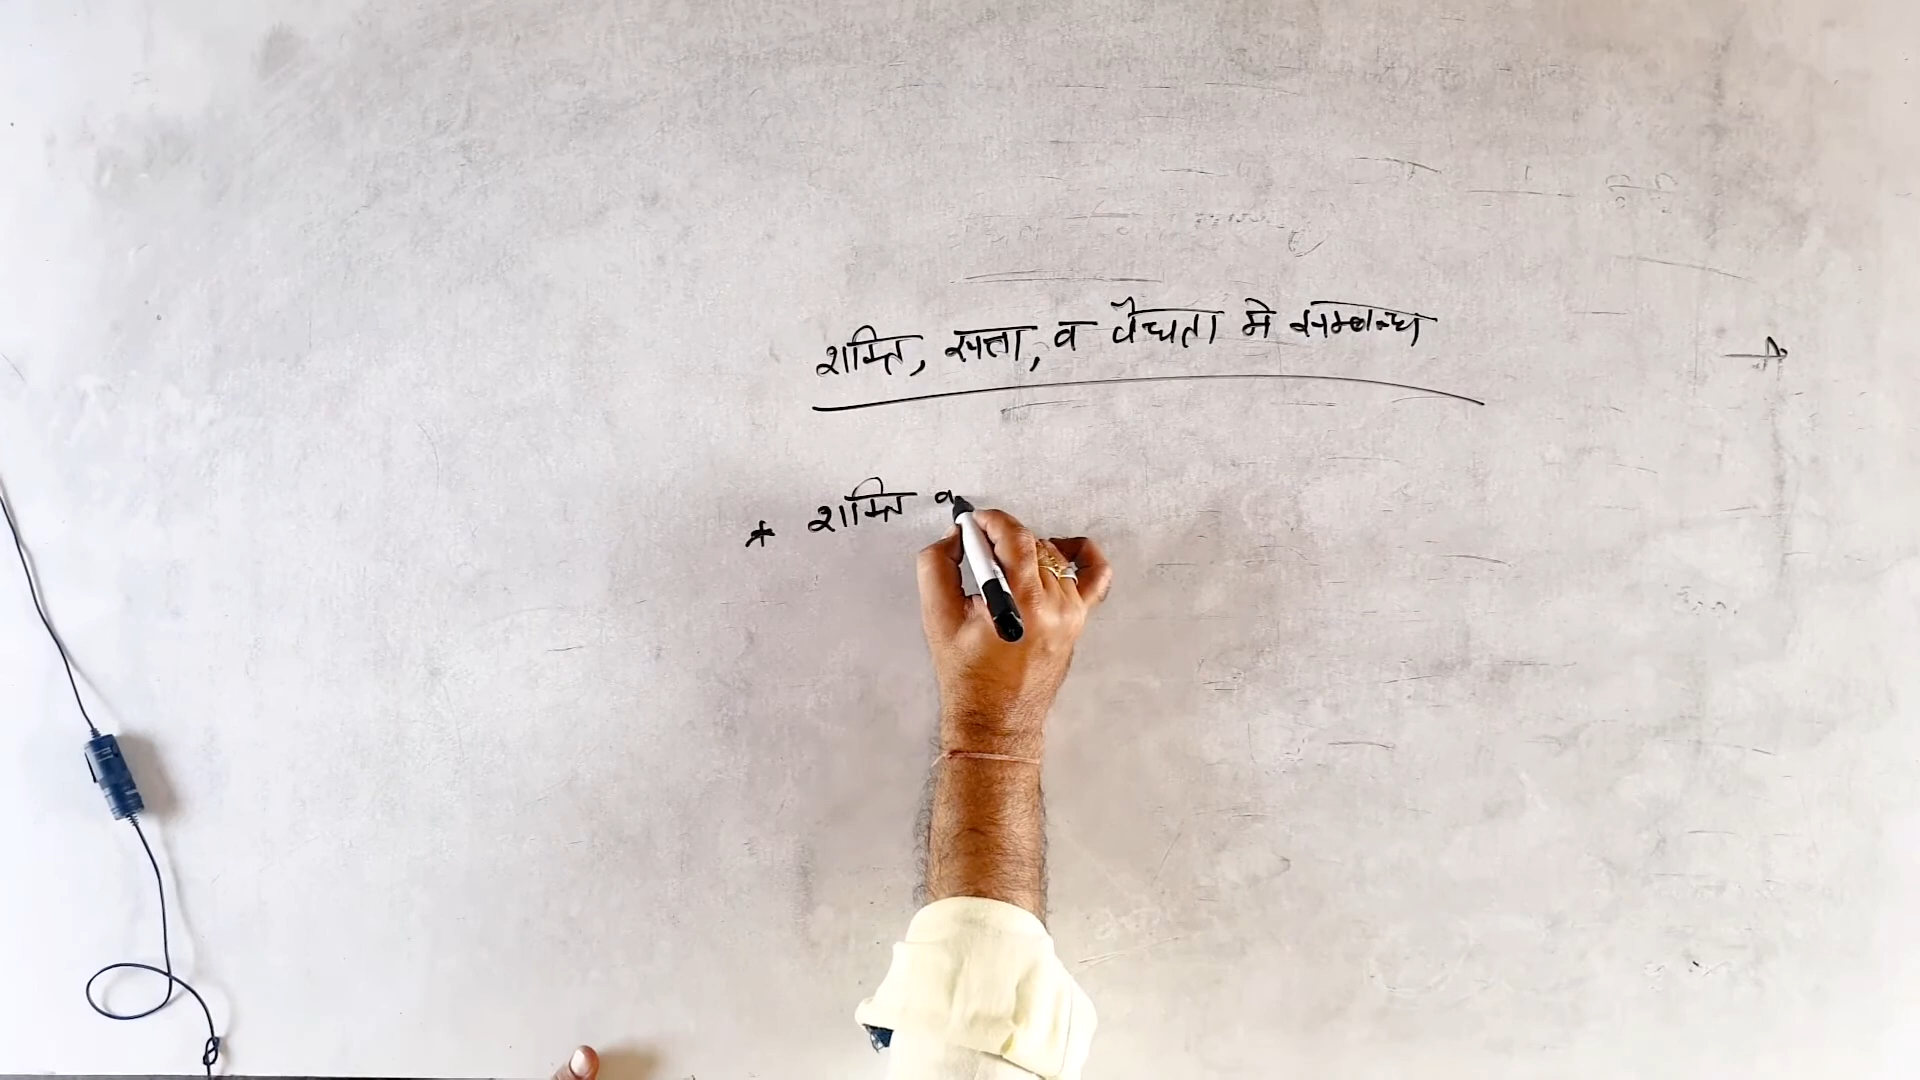 शक्ति, सत्ता, व वैधता मे सम्बन्ध
* शक्ति व